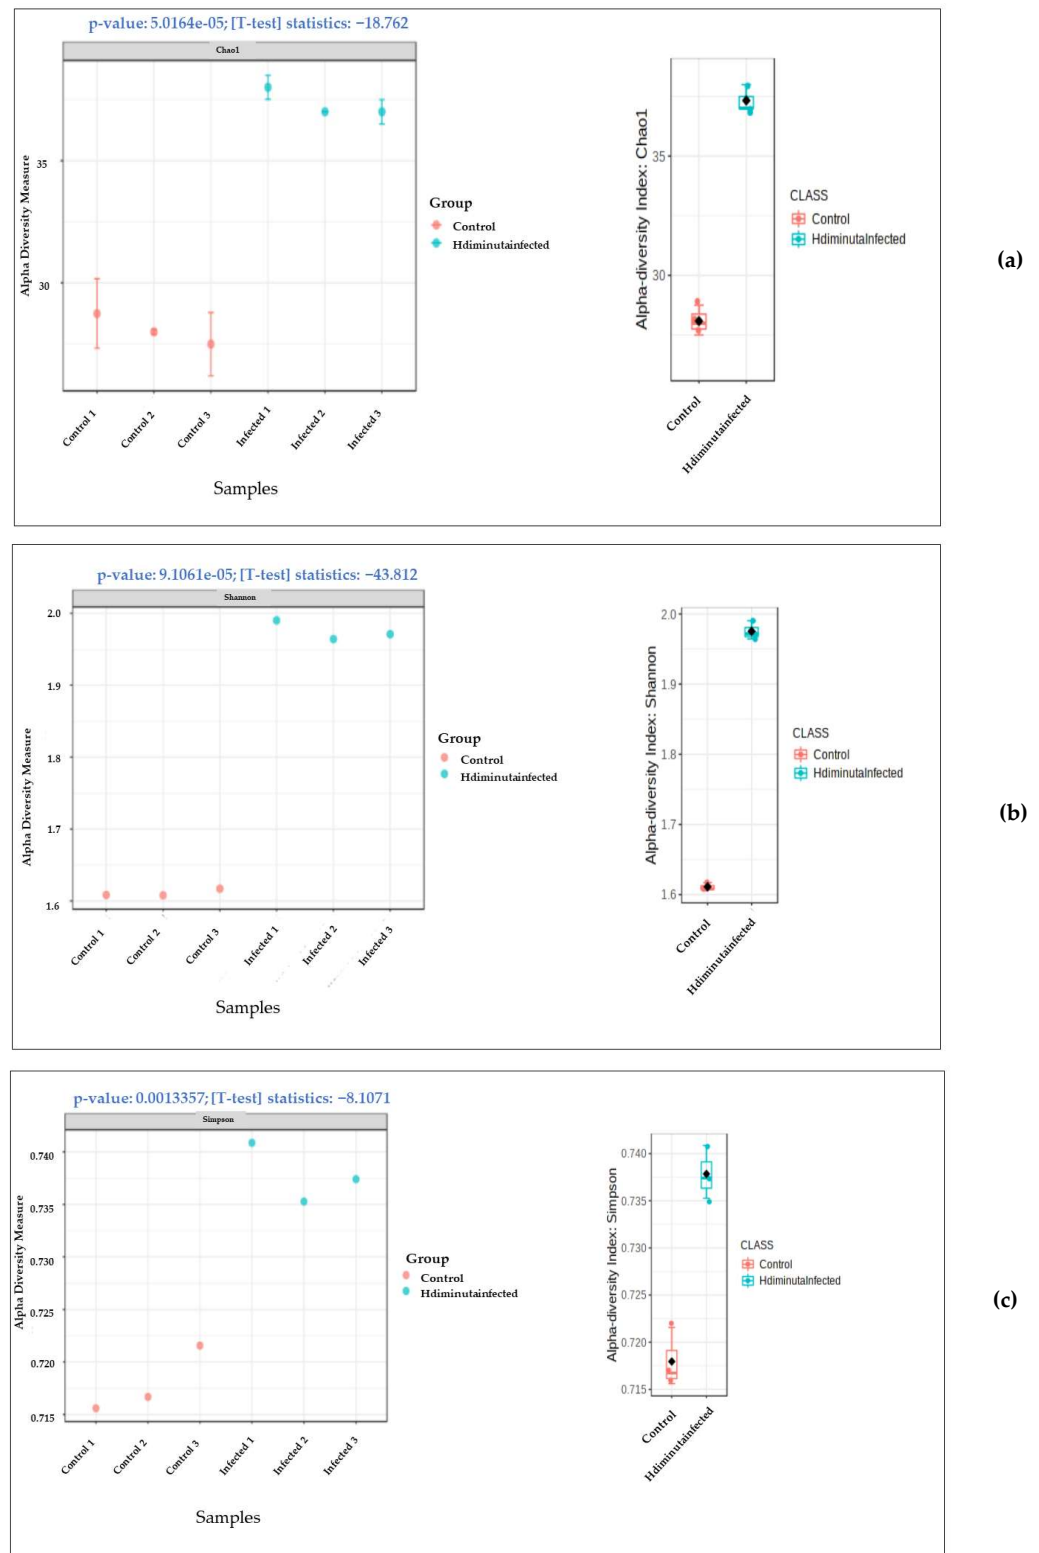 p-value: 5.0164e-05; [T-test] statistics: −18.762
Chao1
Alpha Diversity Measure
35
30
Control 1
Control 2
Control 3
Infected 1
Infected 2
Infected 3
Samples
Group
Control
Hdiminutainfected
Alpha-diversity Index: Chao1
35
30
Control
Hdiminutainfected
CLASS
Control
HdiminutaInfected
(a)
p-value: 9.1061e-05; [T-test] statistics: −43.812
Shannon
Alpha Diversity Measure
2.0
1.9
1.8
1.7
1.6
Control 1
Control 2
Control 3
Infected 1
Infected 2
Infected 3
Samples
Group
Control
Hdiminutainfected
Alpha-diversity Index: Shannon
2.0
1.9
1.8
1.7
1.6
Control
Hdiminutainfected
CLASS
Control
HdiminutaInfected
(b)
p-value: 0.0013357; [T-test] statistics: −8.1071
Simpson
Alpha Diversity Measure
0.740
0.735
0.730
0.725
0.720
0.715
Control 1
Control 2
Control 3
Infected 1
Infected 2
Infected 3
Samples
Group
Control
Hdiminutainfected
Alpha-diversity Index: Simpson
0.740
0.735
0.730
0.725
0.720
0.715
Control
Hdiminutainfected
CLASS
Control
HdiminutaInfected
(c)